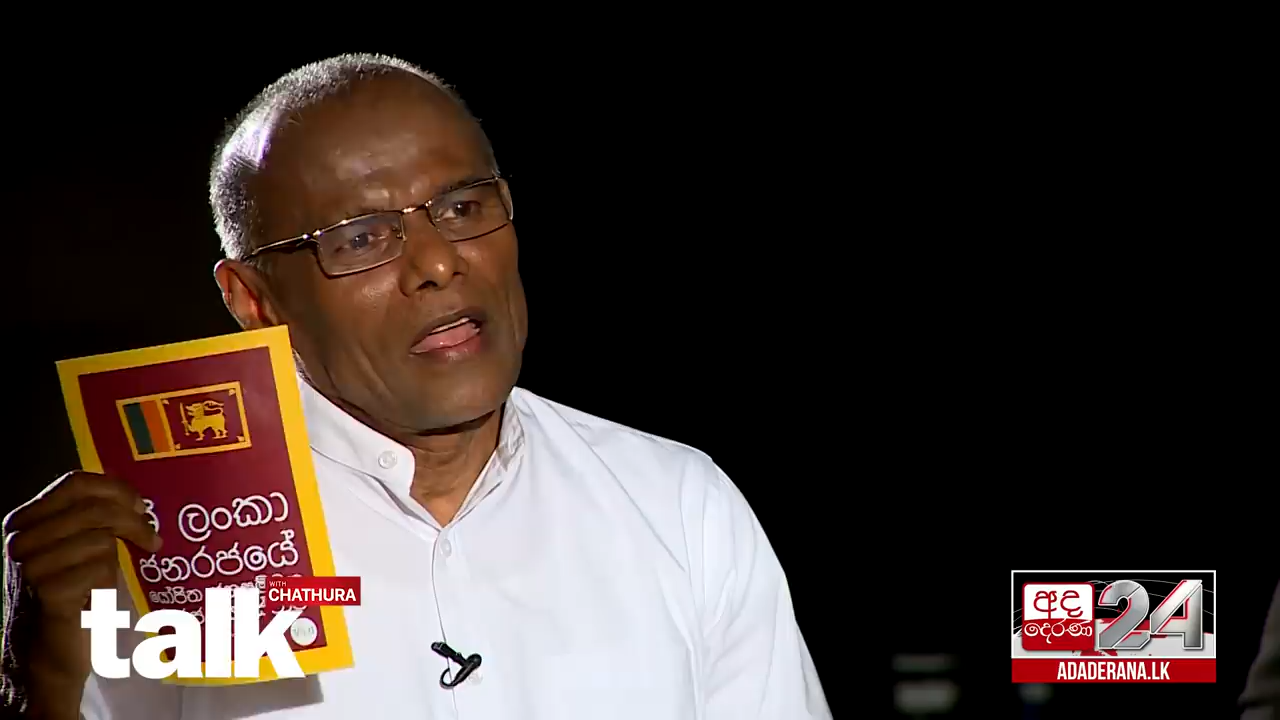 ශ්‍රී ලංකා
ජනරජයේ
යෝජිත
WITH
CHATHURA
talk
අද
දෙරණ
24
ADADERANA.LK